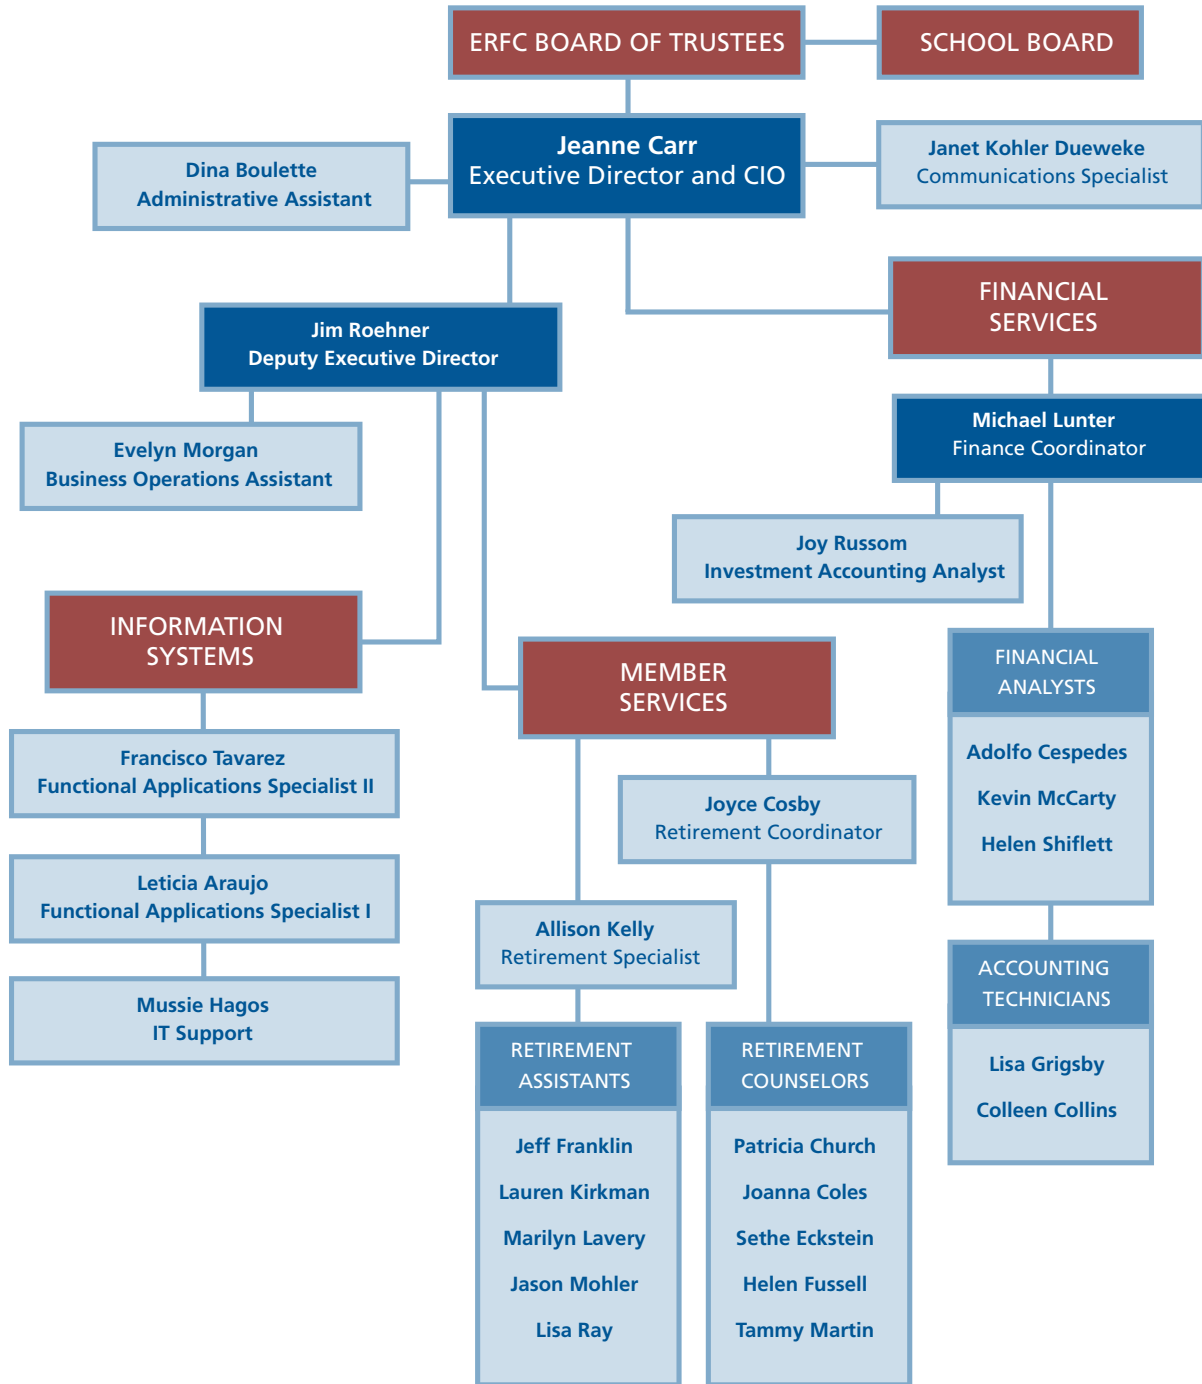 ERFC BOARD OF TRUSTEES
SCHOOL BOARD
Jeanne Carr
Executive Director and CIO
Dina Boulette
Administrative Assistant
Janet Kohler Dueweke
Communications Specialist
FINANCIAL
SERVICES
Jim Roehner
Deputy Executive Director
Michael Lunter
Finance Coordinator
Evelyn Morgan
Business Operations Assistant
Joy Russom
Investment Accounting Analyst
INFORMATION
SYSTEMS
MEMBER
SERVICES
FINANCIAL
ANALYSTS
Adolfo Cespedes
Kevin McCarty
Helen Shiflett
Francisco Tavarez
Functional Applications Specialist II
Joyce Cosby
Retirement Coordinator
Leticia Araujo
Functional Applications Specialist I
Allison Kelly
Retirement Specialist
ACCOUNTING
TECHNICIANS
Lisa Grigsby
Colleen Collins
Mussie Hagos
IT Support
RETIREMENT
ASSISTANTS
Jeff Franklin
Lauren Kirkman
Marilyn Lavery
Jason Mohler
Lisa Ray
RETIREMENT
COUNSELORS
Patricia Church
Joanna Coles
Sethe Eckstein
Helen Fussell
Tammy Martin